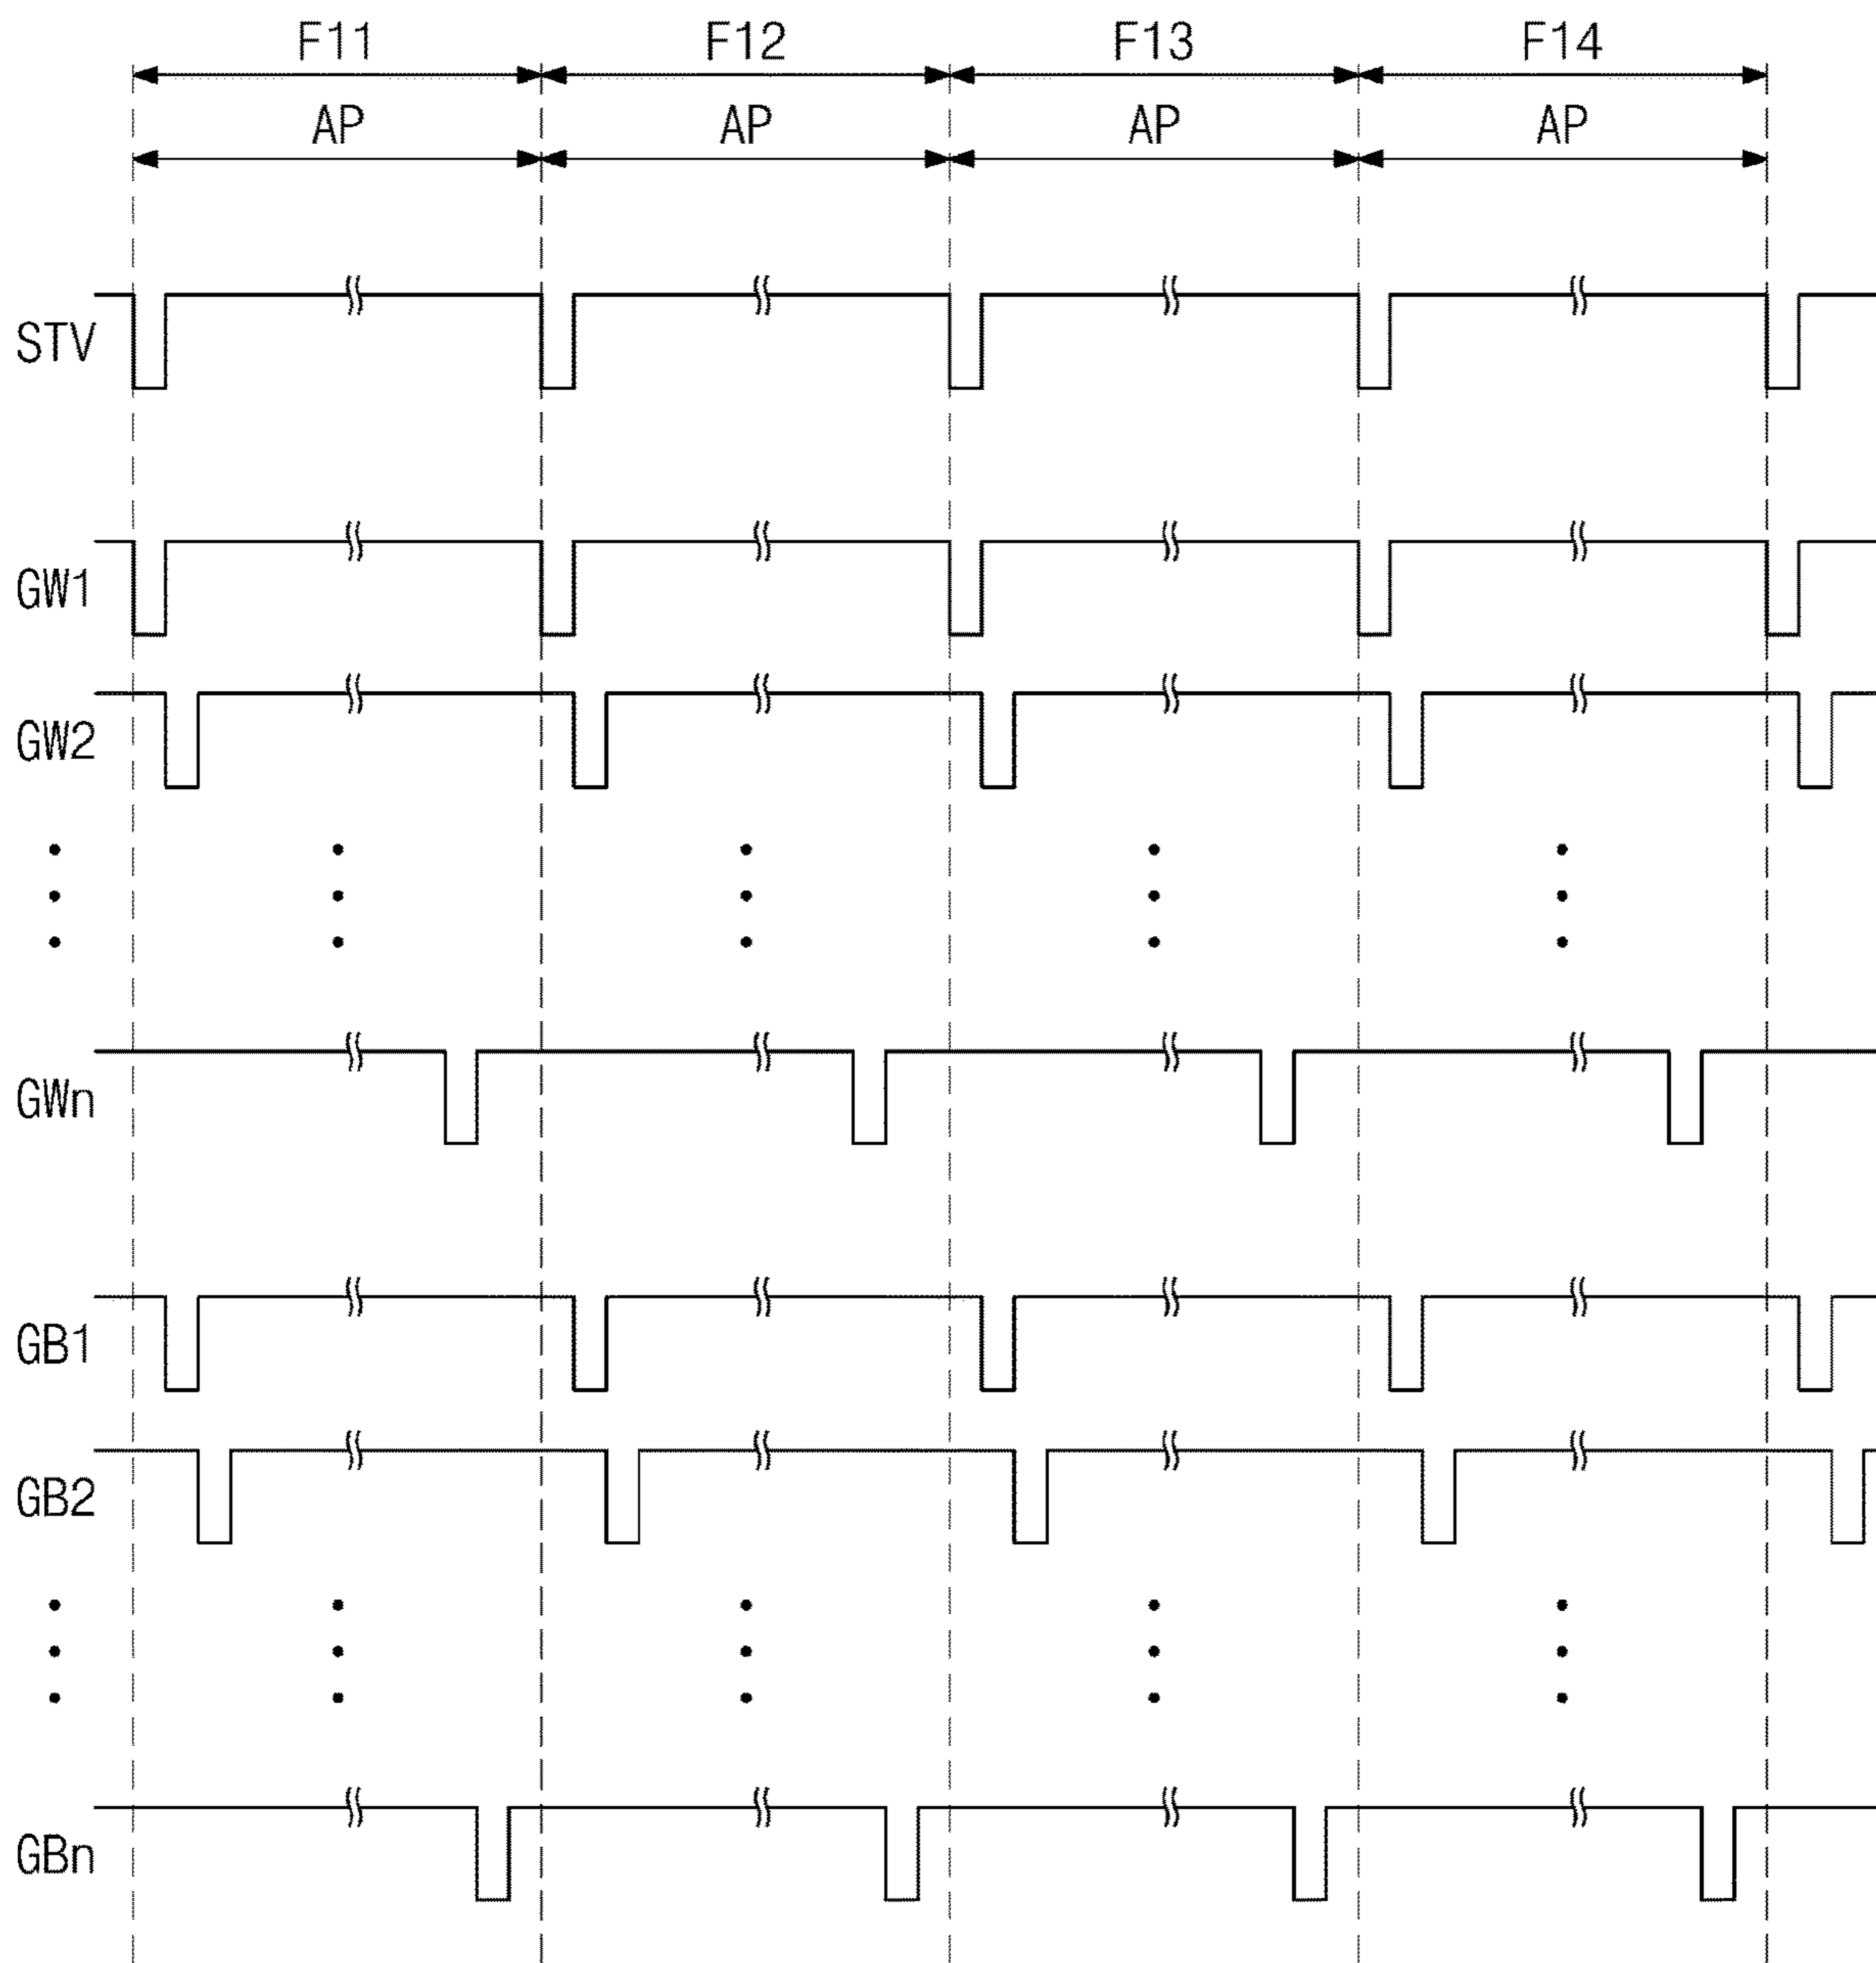 F11 F12 F13 F14
AP AP AP AP
STV
GW1
GW2
GWn
GB1
GB2
GBn